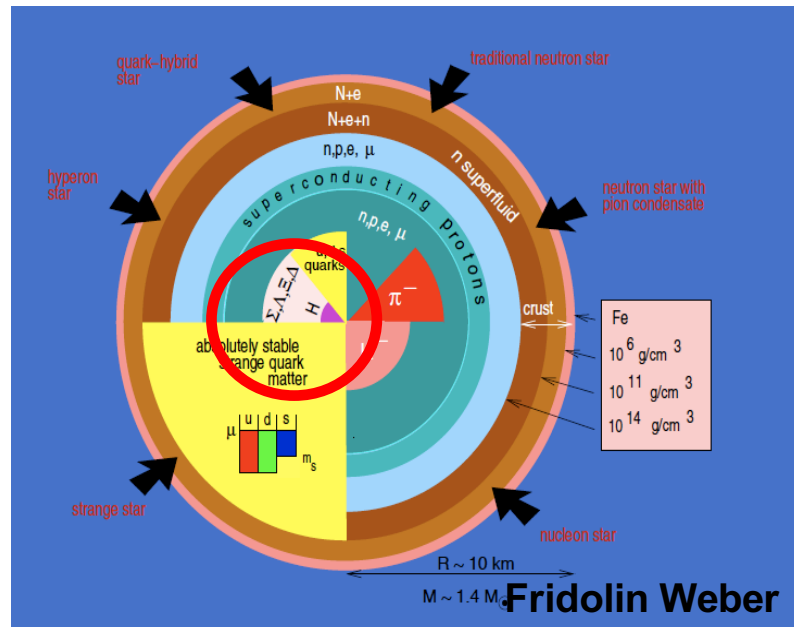 quark-hybrid
star
traditional neutron star
N+e
N+e+n
n,p,e, μ
n superfluid
hyperon
star
superconducting protons
neutron star with
pion condensate
n,p,e, μ
quarks
Σ,Λ,Ξ,Δ
H
π⁻
crust
Fe
10⁶ g/cm³
10¹¹ g/cm³
10¹⁴ g/cm³
absolutely stable
strange quark
matter
u d s
μ
mₛ
strange star
nucleon star
R ~ 10 km
M ~ 1.4 M☉
Fridolin Weber